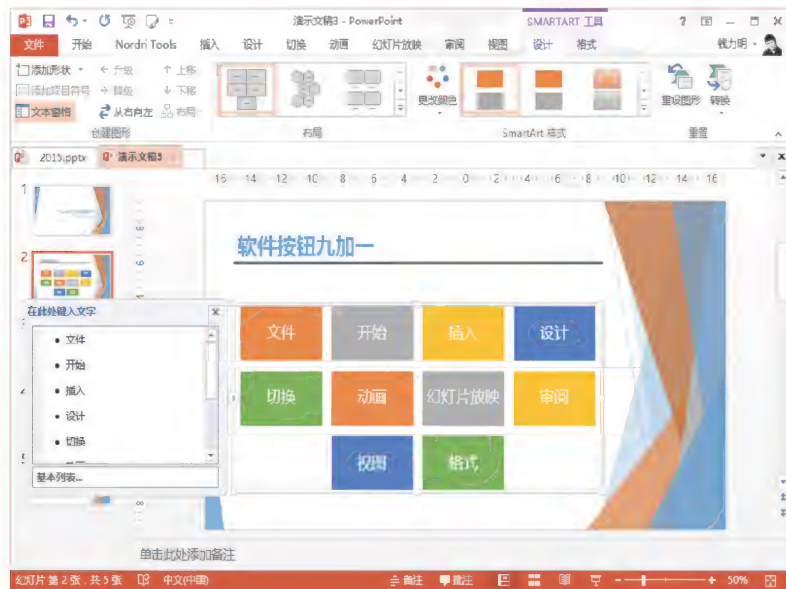 演示文稿3 - PowerPoint
SMARTART 工具
文件 开始 Nordri Tools 插入 设计 切换 动画 幻灯片放映 审阅 视图 设计 格式 钱力明
添加形状 升级 上移
添加项目符号 降级 下移
文本窗格 从右向左 布局
更改颜色 重设图形 转换
创建图形 布局 SmartArt 格式 重置
2015.pptx 演示文稿3
16 14 12 10 8 6 4 2 0 2 4 6 8 10 12 14 16
1
2
软件按钮九加一
在此处键入文字
• 文件
• 开始
• 插入
• 设计
• 切换
基本列表...
文件 开始 插入 设计
切换 动画 幻灯片放映 审阅
视图 格式
单击此处添加备注
幻灯片 第 2 张，共 5 张 中文(中国) 备注 批注 50%